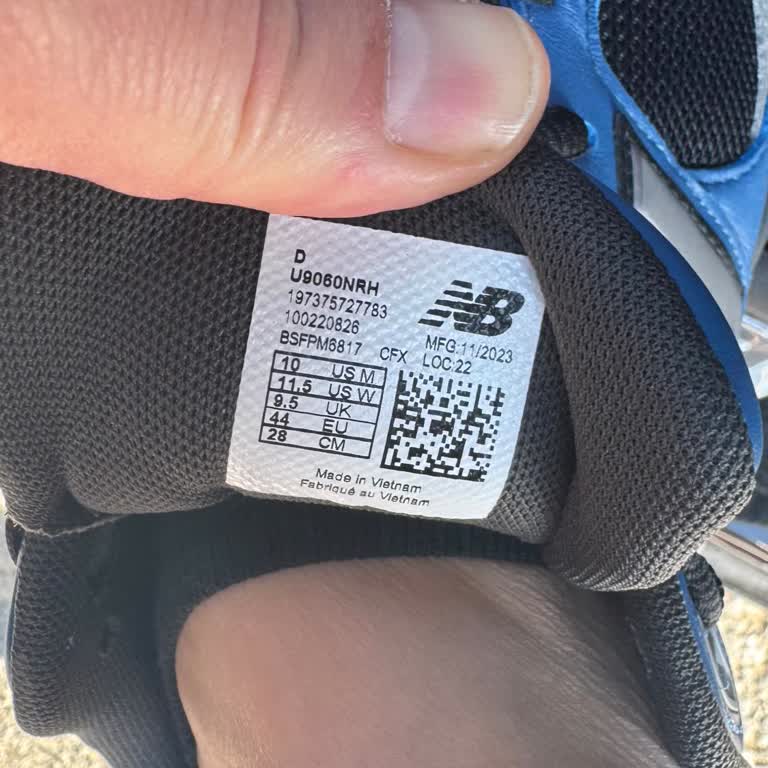 D
U9060NRH
197375727783
100220826
BSFPM6817 CFX
NB
MFG:11/2023
LOC:22
10 US M
11.5 US W
9.5 UK
44 EU
28 CM
Made in Vietnam
Fabriqué au Vietnam